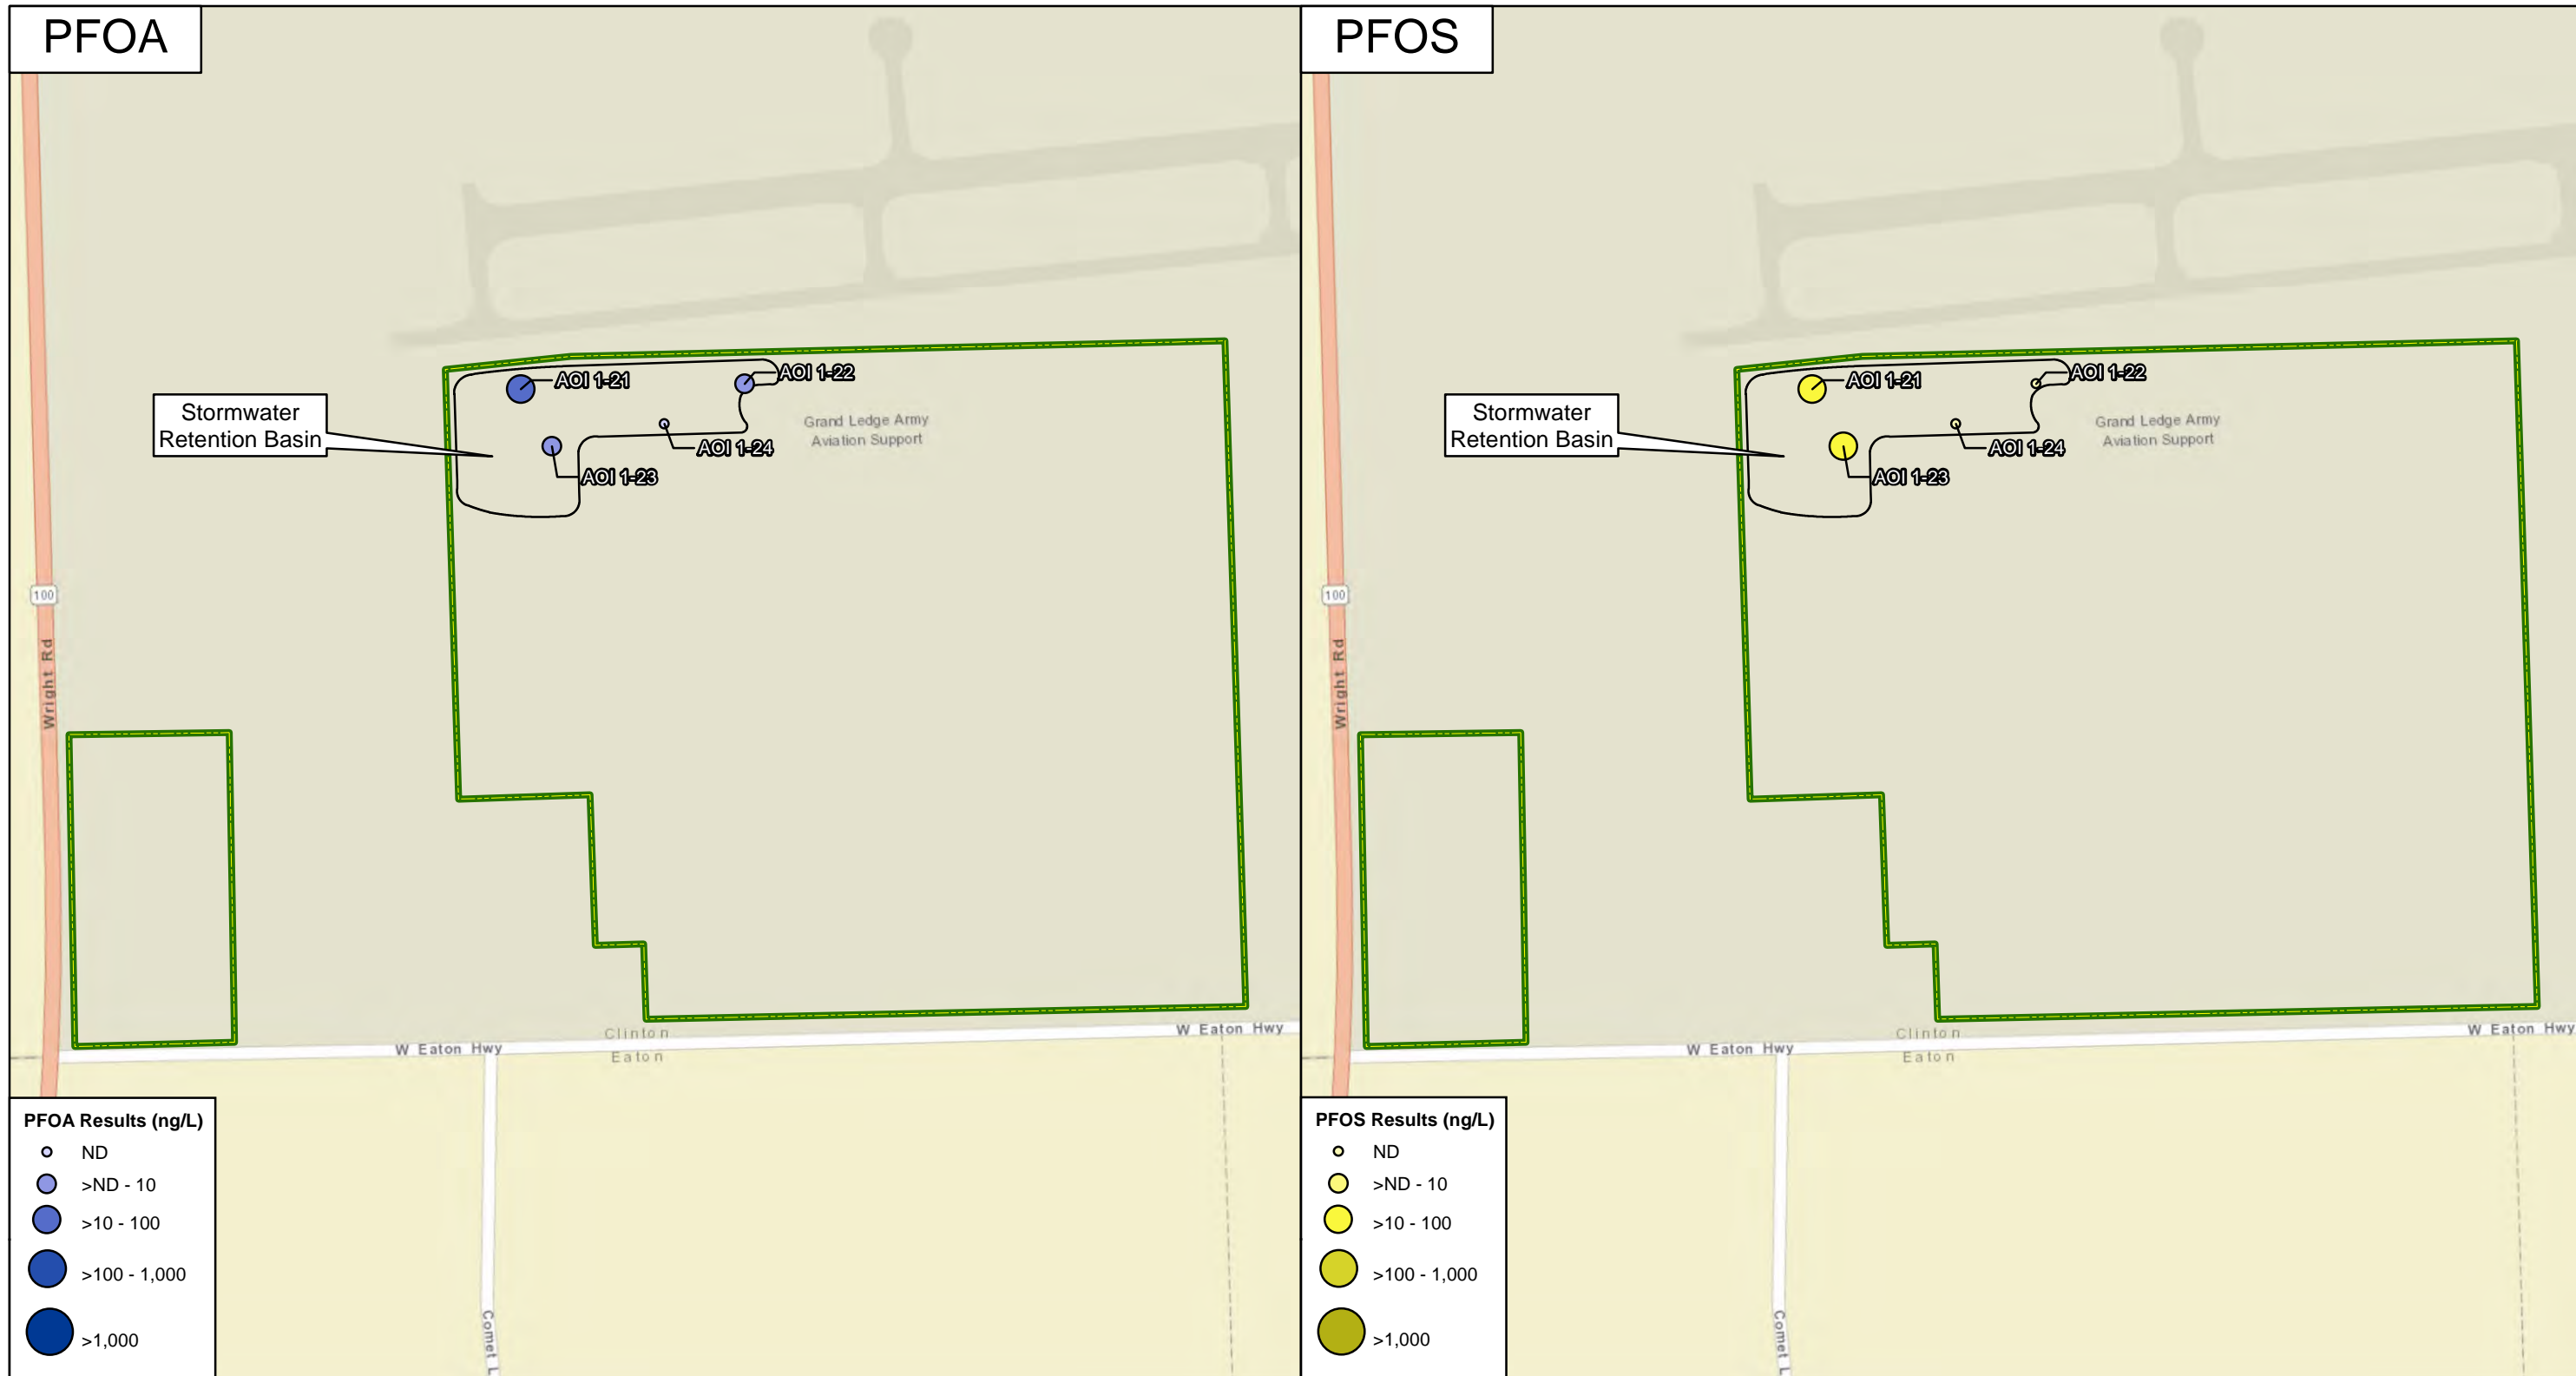 PFOA
AOI 1-21
AOI 1-22
Stormwater
Retention Basin
Grand Ledge Army
Aviation Support
AOI 1-24
AOI 1-23
100
Wright Rd
Clinton
W Eaton Hwy
W Eaton Hwy
Eaton
Comet L
PFOA Results (ng/L)
ND
>ND - 10
>10 - 100
>100 - 1,000
>1,000
PFOS
AOI 1-21
AOI 1-22
Stormwater
Retention Basin
Grand Ledge Army
Aviation Support
AOI 1-24
AOI 1-23
100
Wright Rd
Clinton
W Eaton Hwy
W Eaton Hwy
Eaton
Comet L
PFOS Results (ng/L)
ND
>ND - 10
>10 - 100
>100 - 1,000
>1,000